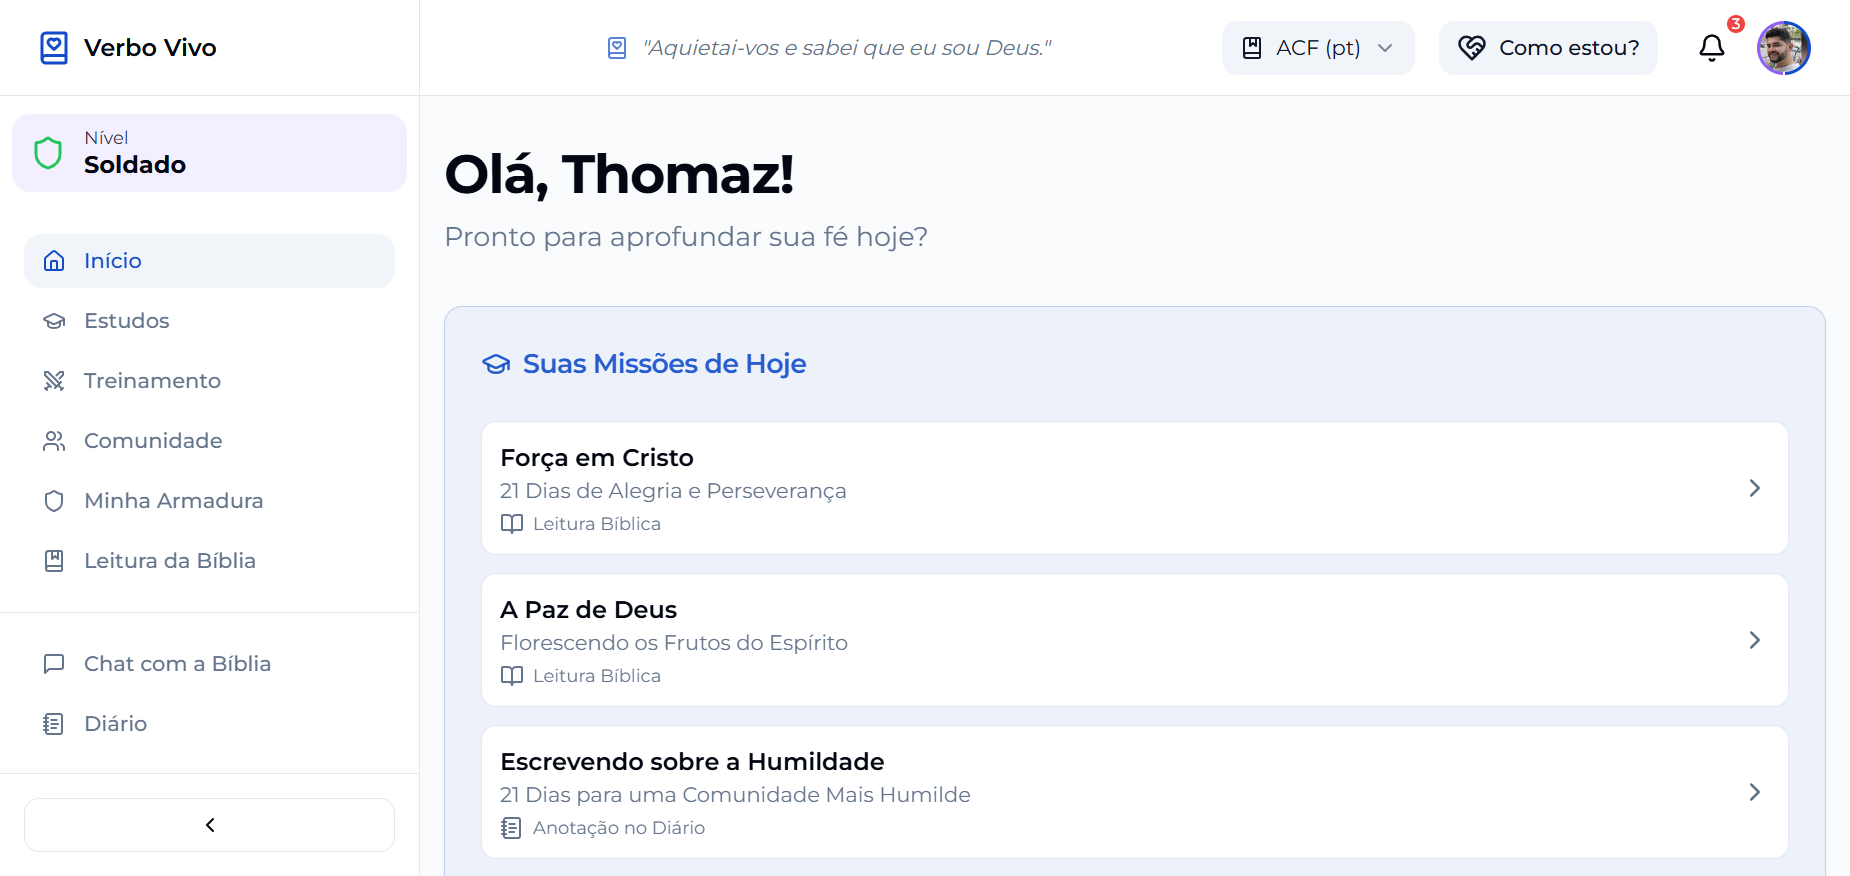 Verbo Vivo
"Aquietai-vos e sabei que eu sou Deus."
ACF (pt)
Como estou?
3
Nível
Soldado
Início
Estudos
Treinamento
Comunidade
Minha Armadura
Leitura da Bíblia
Chat com a Bíblia
Diário
Olá, Thomaz!
Pronto para aprofundar sua fé hoje?
Suas Missões de Hoje
Força em Cristo
21 Dias de Alegria e Perseverança
Leitura Bíblica
A Paz de Deus
Florescendo os Frutos do Espírito
Leitura Bíblica
Escrevendo sobre a Humildade
21 Dias para uma Comunidade Mais Humilde
Anotação no Diário